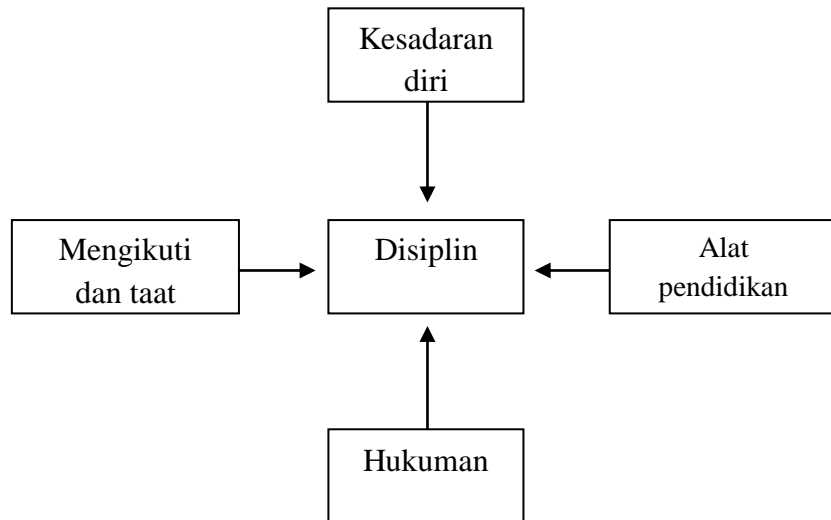 Kesadaran
diri
Mengikuti
dan taat
Disiplin
Alat
pendidikan
Hukuman